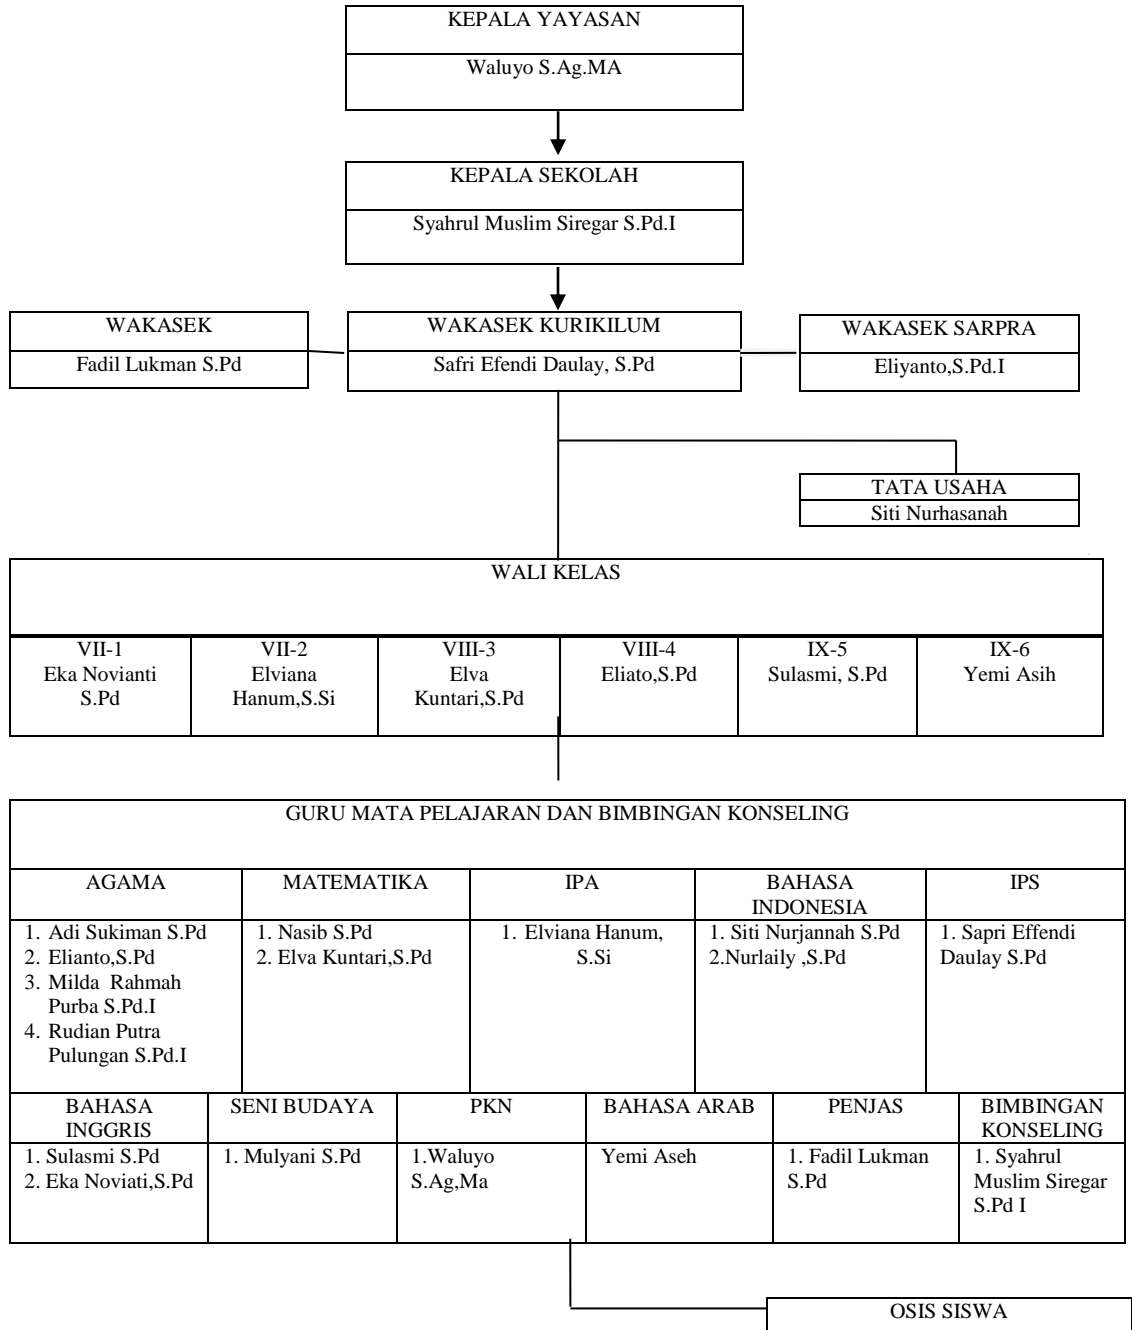 KEPALA YAYASAN
Waluyo S.Ag.MA
KEPALA SEKOLAH
Syahrul Muslim Siregar S.Pd.I
WAKASEK
Fadil Lukman S.Pd
WAKASEK KURIKILUM
Safri Efendi Daulay, S.Pd
WAKASEK SARPRA
Eliyanto,S.Pd.I
TATA USAHA
Siti Nurhasanah
WALI KELAS
VII-1
Eka Novianti
S.Pd
VII-2
Elviana
Hanum,S.Si
VIII-3
Elva
Kuntari,S.Pd
VIII-4
Eliato,S.Pd
IX-5
Sulasmi, S.Pd
IX-6
Yemi Asih
GURU MATA PELAJARAN DAN BIMBINGAN KONSELING
AGAMA
1. Adi Sukiman S.Pd
2. Elianto,S.Pd
3. Milda Rahmah
Purba S.Pd.I
4. Rudian Putra
Pulungan S.Pd.I
MATEMATIKA
1. Nasib S.Pd
2. Elva Kuntari,S.Pd
IPA
1. Elviana Hanum,
S.Si
BAHASA
INDONESIA
1. Siti Nurjannah S.Pd
2.Nurlaily ,S.Pd
IPS
1. Sapri Effendi
Daulay S.Pd
BAHASA
INGGRIS
1. Sulasmi S.Pd
2. Eka Noviati,S.Pd
SENI BUDAYA
1. Mulyani S.Pd
PKN
1.Waluyo
S.Ag,Ma
BAHASA ARAB
Yemi Aseh
PENJAS
1. Fadil Lukman
S.Pd
BIMBINGAN
KONSELING
1. Syahrul
Muslim Siregar
S.Pd I
OSIS SISWA